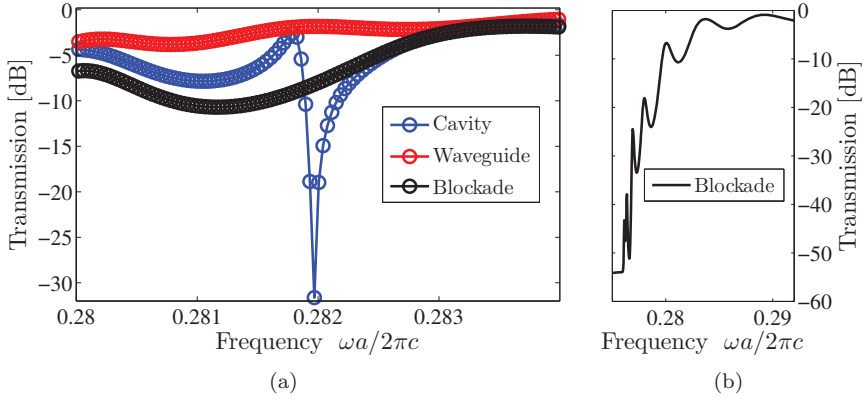 0
−5
−10
−15
−20
−25
−30
Transmission [dB]
0.28
0.281
0.282
0.283
Frequency ωa/2πc
Cavity
Waveguide
Blockade
(a)
0
−10
−20
−30
−40
−50
−60
Transmission [dB]
Blockade
0.28
0.29
Frequency ωa/2πc
(b)